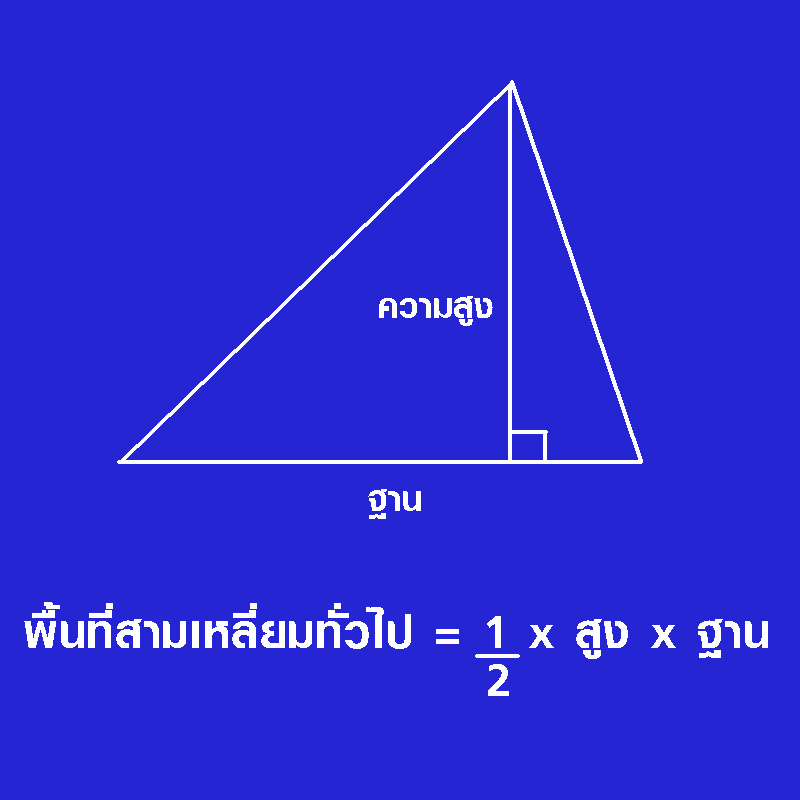 ความสูง
ฐาน
พื้นที่สามเหลี่ยมทั่วไป = 1/2 x สูง x ฐาน